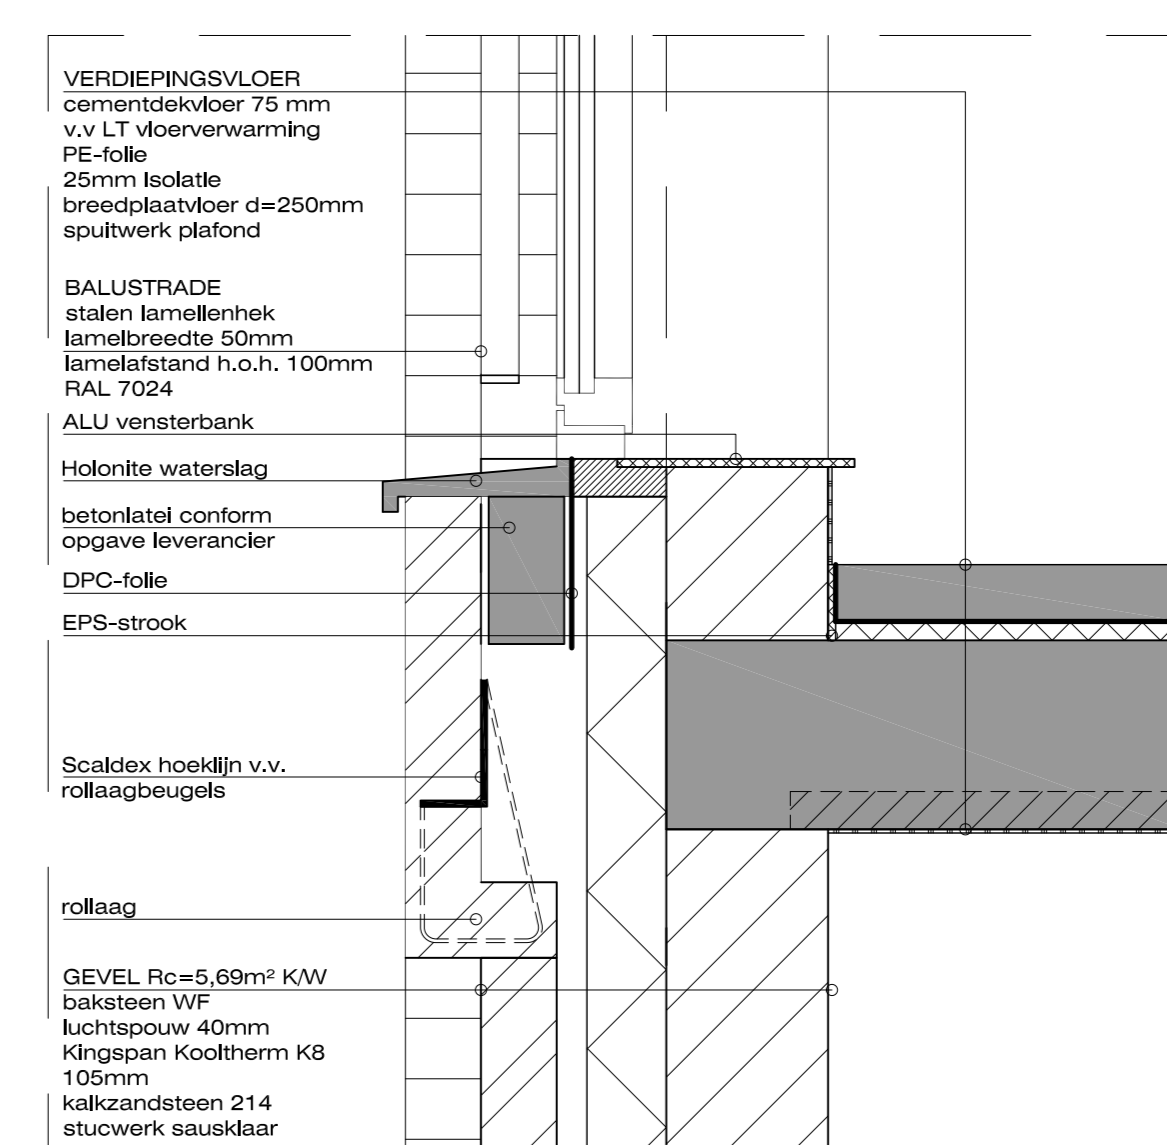 VERDIEPINGSVLOER
cementdekvloer 75 mm
v.v LT vloerverwarming
PE-folie
25mm Isolatie
breedplaatvloer d=250mm
spuitwerk plafond
BALUSTRADE
stalen lamellenhek
lamelbreedte 50mm
lamelafstand h.o.h. 100mm
RAL 7024
ALU vensterbank
Holonite waterslag
betonlatei conform
opgave leverancier
DPC-folie
EPS-strook
Scaldex hoeklijn v.v.
rollaagbeugels
rollaag
GEVEL Rc=5,69m² K/W
baksteen WF
luchtspouw 40mm
Kingspan Kooltherm K8
105mm
kalkzandsteen 214
stucwerk sausklaar